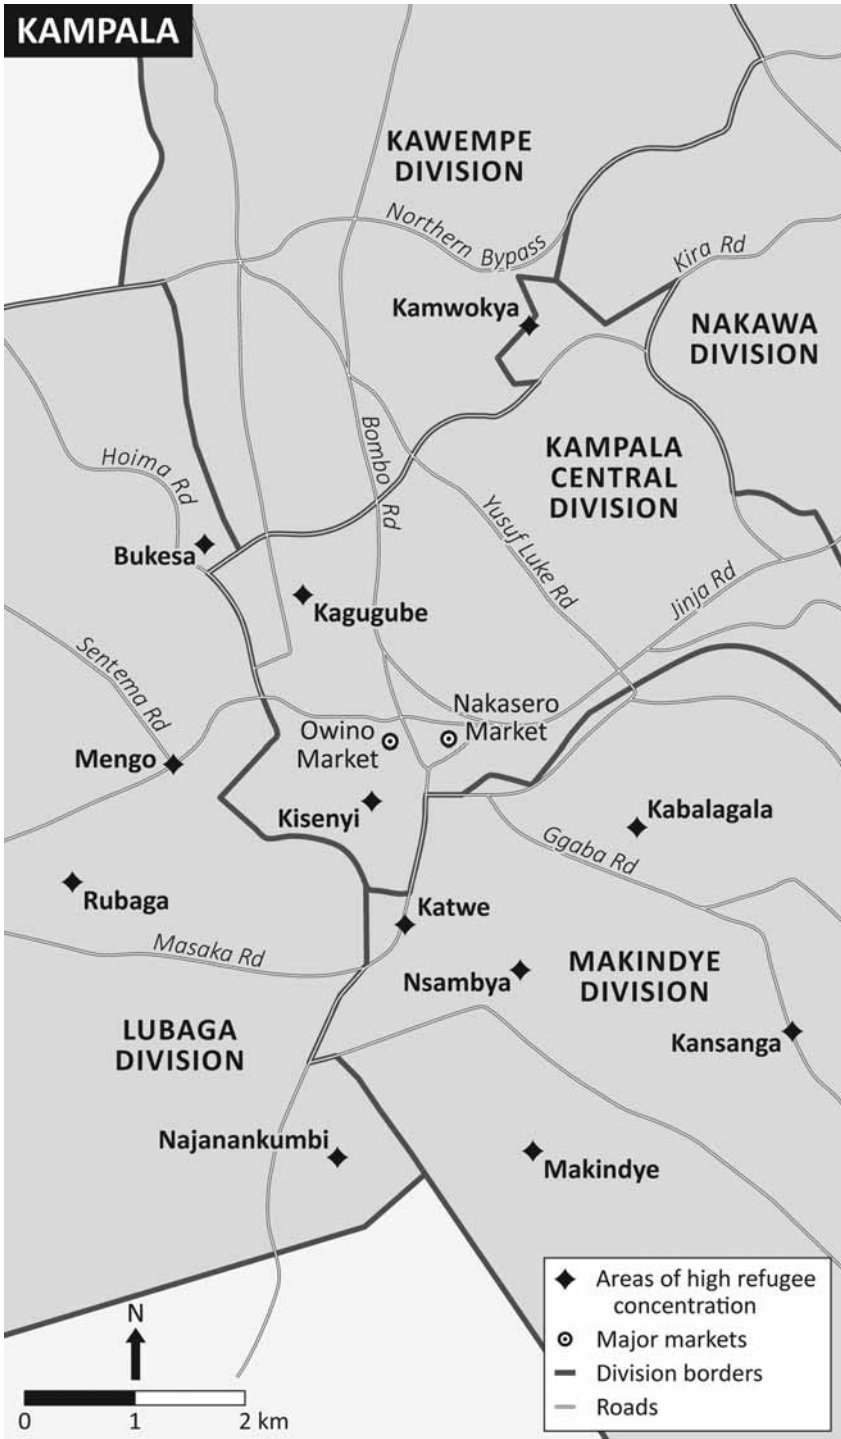 KAMPALA
KAWEMPE
DIVISION
Northern Bypass
Kira Rd
Kamwokya
NAKAWA
DIVISION
Hoima Rd
Bombo Rd
KAMPALA
CENTRAL
DIVISION
Yusuf Luke Rd
Bukesa
Kagugube
Jinja Rd
Sentema Rd
Nakasero
Market
Owino
Market
Mengo
Kisenyi
Kabalagala
Ggaba Rd
Rubaga
Katwe
Masaka Rd
Nsambya
MAKINDYE
DIVISION
LUBAGA
DIVISION
Kansanga
Najanankumbi
Makindye
Areas of high refugee
concentration
Major markets
Division borders
Roads
N
0 1 2 km